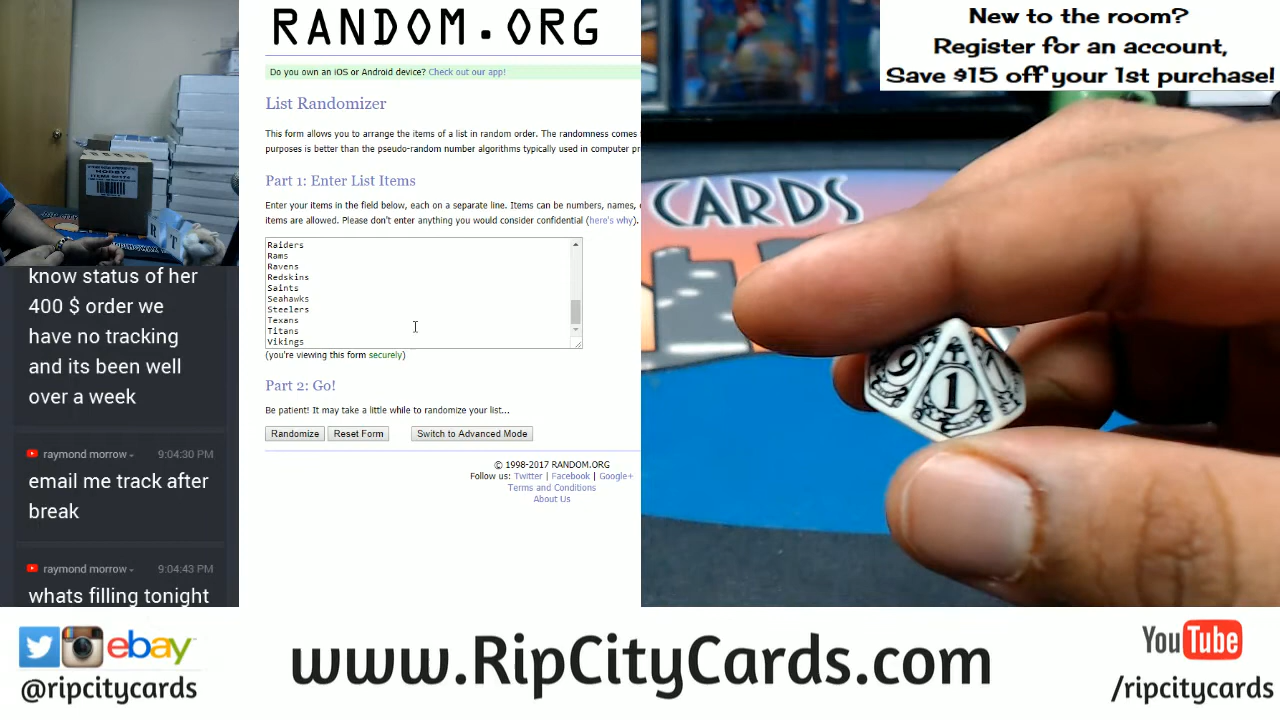 RANDOM.ORG
Do you own an iOS or Android device? Check out our app!
List Randomizer
This form allows you to arrange the items of a list in random order. The randomness comes
purposes is better than the pseudo-random number algorithms typically used in computer
Part 1: Enter List Items
Enter your items in the field below, each on a separate line. Items can be numbers, names,
items are allowed. Please don't enter anything you would consider confidential (here's why).
Raiders
Rams
Ravens
Redskins
Saints
Seahawks
Steelers
Texans
Titans
Vikings
(you're viewing this form securely)
Part 2: Go!
Be patient! It may take a little while to randomize your list...
Randomize Reset Form Switch to Advanced Mode
© 1998-2017 RANDOM.ORG
Follow us: Twitter | Facebook | Google+
Terms and Conditions
About Us
know status of her
400 $ order we
have no tracking
and its been well
over a week
raymond morrow 9:04:30 PM
email me track after
break
raymond morrow 9:04:43 PM
whats filling tonight
New to the room?
Register for an account,
Save $15 off your 1st purchase!
CARDS
9 1
ebay
@ripcitycards
www.RipCityCards.com
YouTube
/ripcitycards